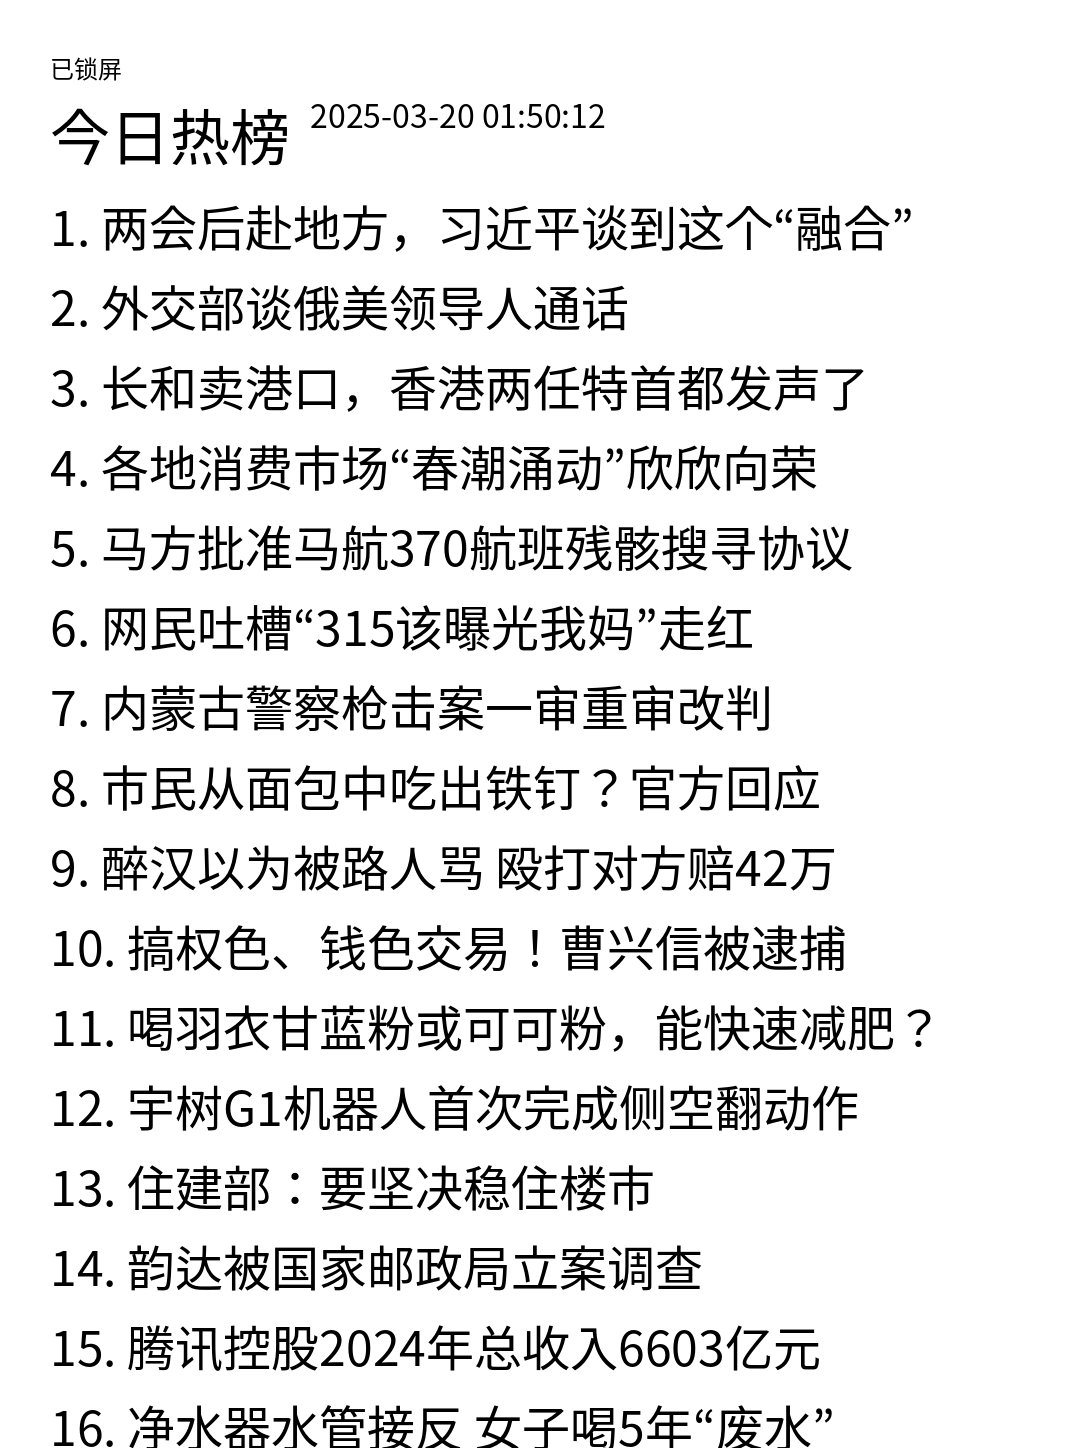 已锁屏
今日热榜 2025-03-20 01:50:12
1. 两会后赴地方，习近平谈到这个“融合”
2. 外交部谈俄美领导人通话
3. 长和卖港口，香港两任特首都发声了
4. 各地消费市场“春潮涌动”欣欣向荣
5. 马方批准马航370航班残骸搜寻协议
6. 网民吐槽“315该曝光我妈”走红
7. 内蒙古警察枪击案一审重审改判
8. 市民从面包中吃出铁钉？官方回应
9. 醉汉以为被路人骂 殴打对方赔42万
10. 搞权色、钱色交易！曹兴信被逮捕
11. 喝羽衣甘蓝粉或可可粉，能快速减肥？
12. 宇树G1机器人首次完成侧空翻动作
13. 住建部：要坚决稳住楼市
14. 韵达被国家邮政局立案调查
15. 腾讯控股2024年总收入6603亿元
16. 净水器水管接反 女子喝5年“废水”